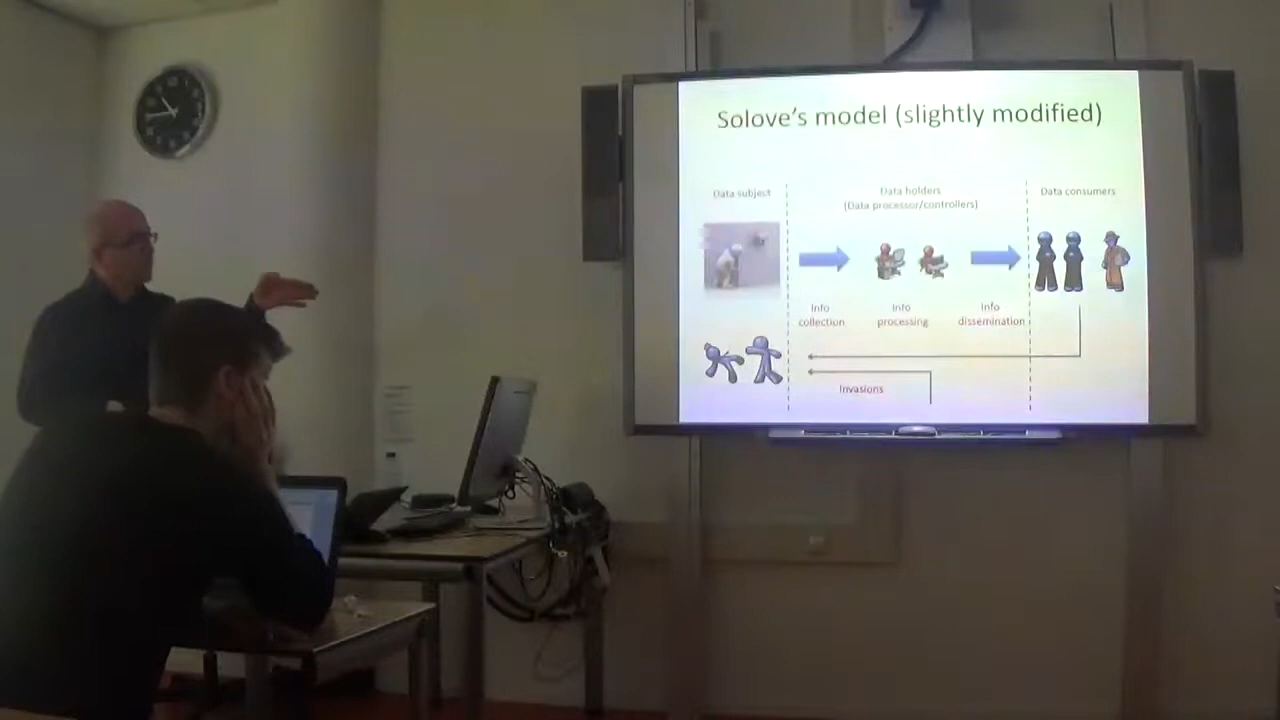 Solove's model (slightly modified)
Data subject
Data holders
(Data processor/controllers)
Data consumers
Info
collection
Info
processing
Info
dissemination
Invasions